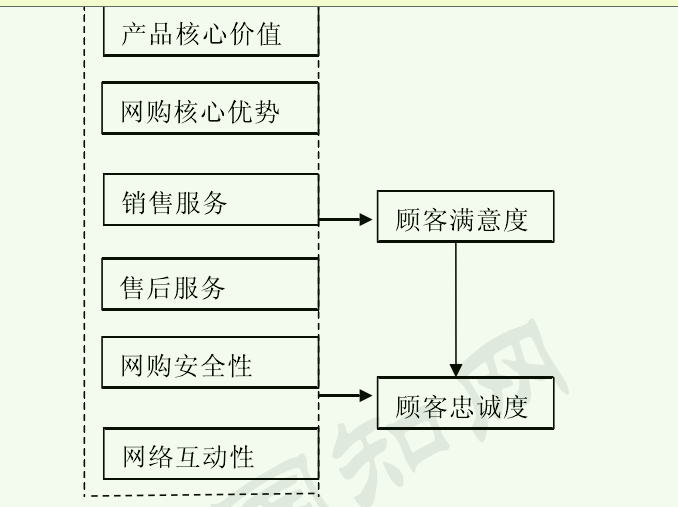 产品核心价值
网购核心优势
销售服务
顾客满意度
售后服务
网购安全性
顾客忠诚度
网络互动性
知网